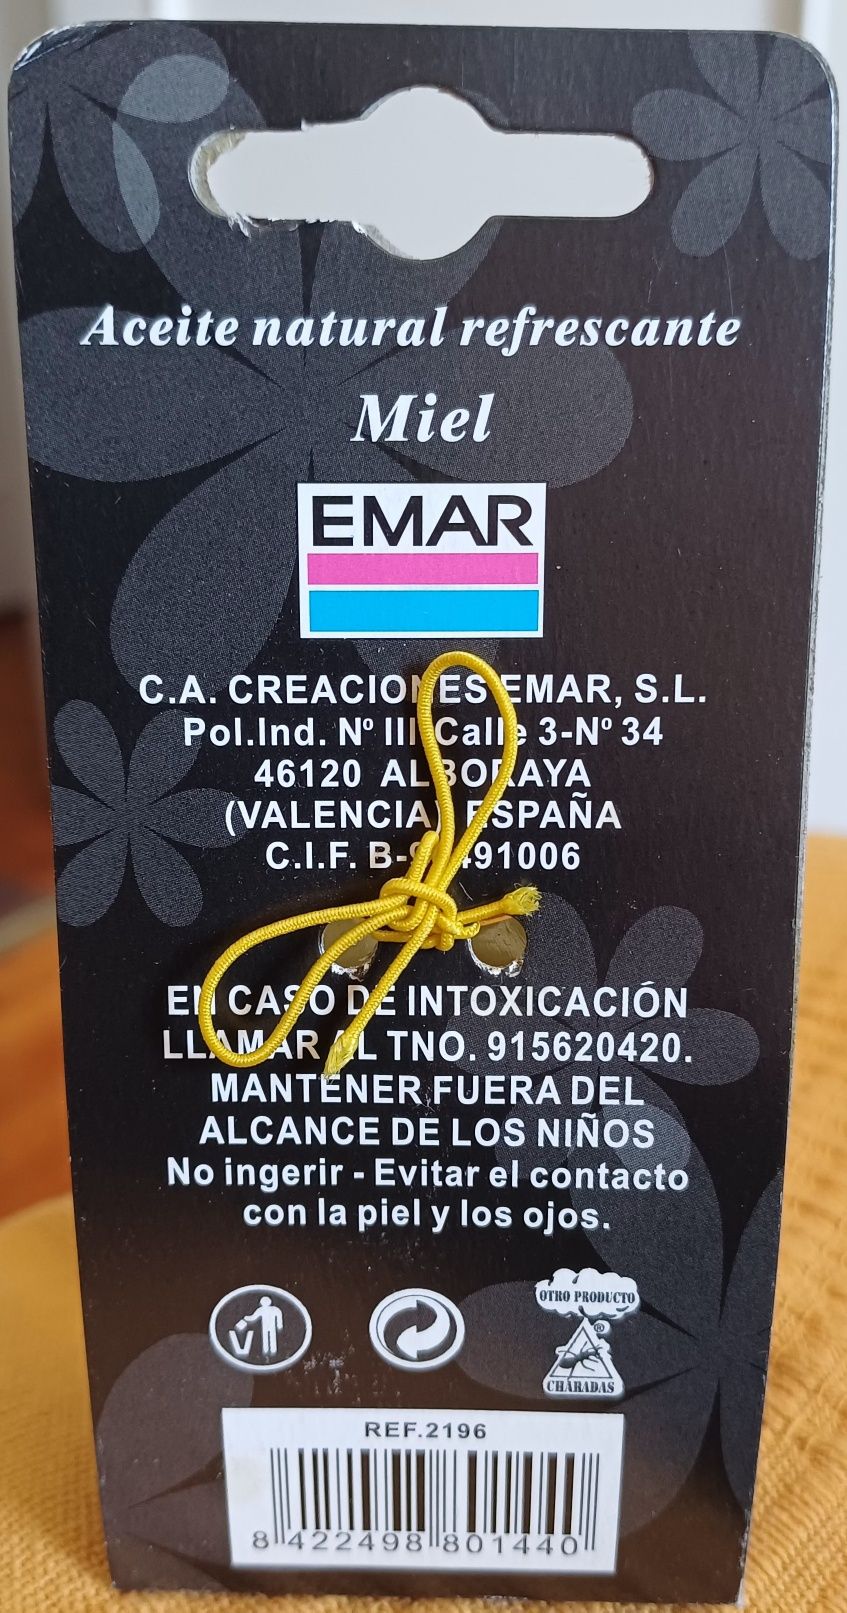 Aceite natural refrescante
Miel
EMAR
C.A. CREACIONES EMAR, S.L.
Pol.Ind. Nº III Calle 3-Nº 34
46120 ALBORAYA
(VALENCIA) ESPAÑA
C.I.F.
EN CASO DE INTOXICACIÓN
LLAMAR AL TNO. 915620420.
MANTENER FUERA DEL
ALCANCE DE LOS NIÑOS
No ingerir - Evitar el contacto
con la piel y los ojos.
OTRO PRODUCTO
®
CHARADAS
REF.2196
8 422498 801440